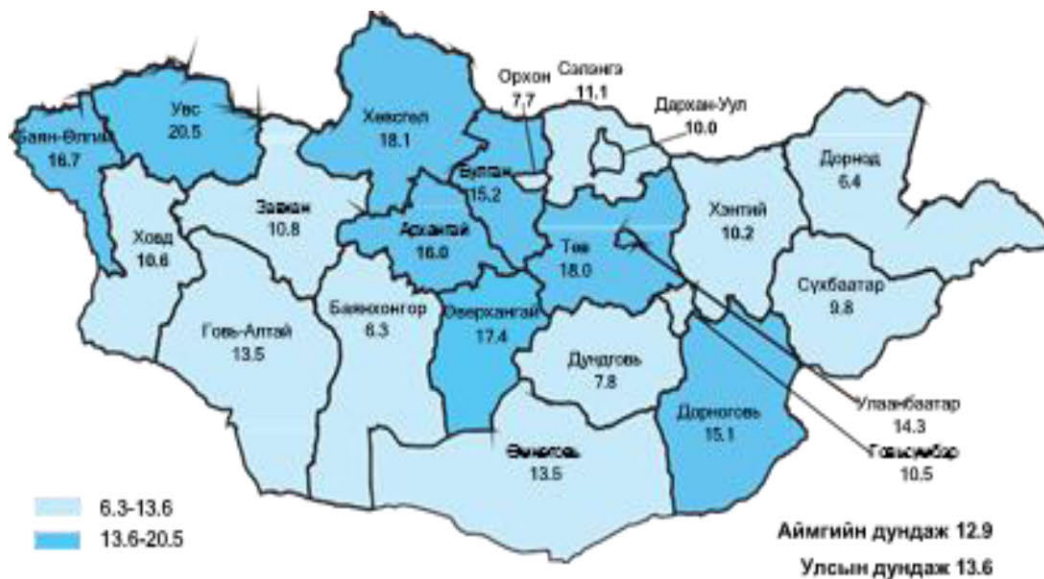 Орхон
7.7
Сэлэнгэ
11.1
Дархан-Уул
10.0
Увс
20.5
Баян-Өлгий
16.7
Хөвсгөл
18.1
Булган
15.2
Дорнод
6.4
Завхан
10.8
Архангай
16.0
Ховд
10.6
Төв
18.0
Хэнтий
10.2
Сүхбаатар
9.8
Баянхонгор
6.3
Өверхангай
17.4
Говь-Алтай
13.5
Дундговь
7.8
Дорноговь
15.1
Улаанбаатар
14.3
Говьсүмбэр
10.5
Өмнөговь
13.5
6.3-13.6
13.6-20.5
Аймгийн дундаж 12.9
Улсын дундаж 13.6